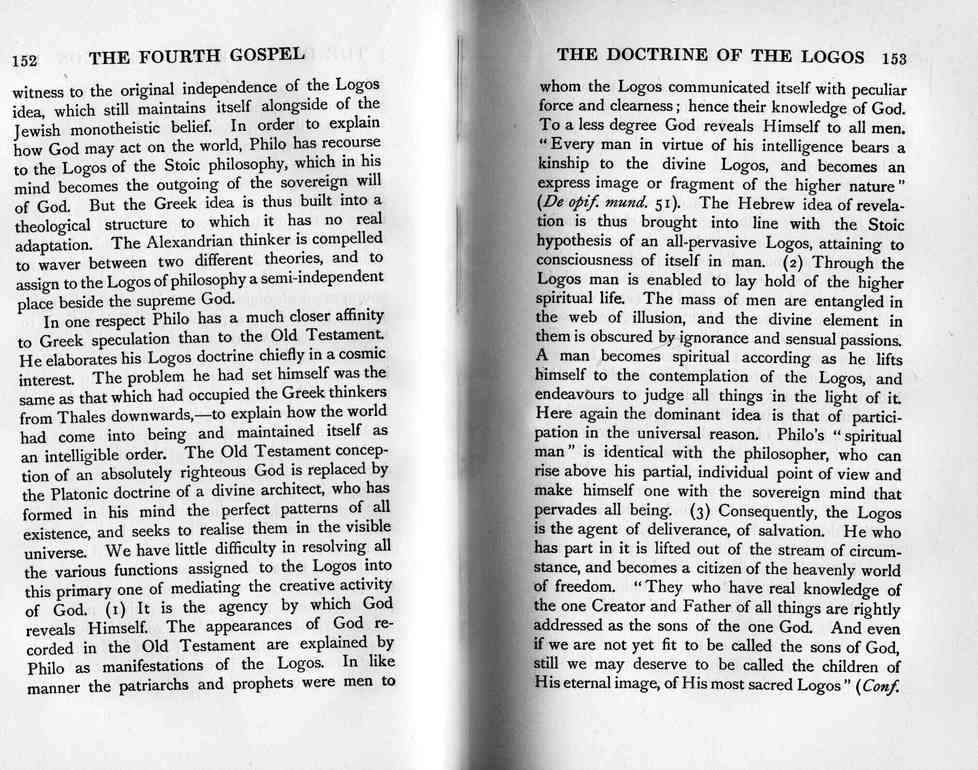 152 THE FOURTH GOSPEL
witness to the original independence of the Logos
idea, which still maintains itself alongside of the
Jewish monotheistic belief. In order to explain
how God may act on the world, Philo has recourse
to the Logos of the Stoic philosophy, which in his
mind becomes the outgoing of the sovereign will
of God. But the Greek idea is thus built into a
theological structure to which it has no real
adaptation. The Alexandrian thinker is compelled
to waver between two different theories, and to
assign to the Logos of philosophy a semi-independent
place beside the supreme God.
In one respect Philo has a much closer affinity
to Greek speculation than to the Old Testament.
He elaborates his Logos doctrine chiefly in a cosmic
interest. The problem he had set himself was the
same as that which had occupied the Greek thinkers
from Thales downwards,—to explain how the world
had come into being and maintained itself as
an intelligible order. The Old Testament concep-
tion of an absolutely righteous God is replaced by
the Platonic doctrine of a divine architect, who has
formed in his mind the perfect patterns of all
existence, and seeks to realise them in the visible
universe. We have little difficulty in resolving all
the various functions assigned to the Logos into
this primary one of mediating the creative activity
of God. (1) It is the agency by which God
reveals Himself. The appearances of God re-
corded in the Old Testament are explained by
Philo as manifestations of the Logos. In like
manner the patriarchs and prophets were men to
THE DOCTRINE OF THE LOGOS 153
whom the Logos communicated itself with peculiar
force and clearness; hence their knowledge of God.
To a less degree God reveals Himself to all men.
"Every man in virtue of his intelligence bears a
kinship to the divine Logos, and becomes an
express image or fragment of the higher nature"
(De opif. mund. 51). The Hebrew idea of revela-
tion is thus brought into line with the Stoic
hypothesis of an all-pervasive Logos, attaining to
consciousness of itself in man. (2) Through the
Logos man is enabled to lay hold of the higher
spiritual life. The mass of men are entangled in
the web of illusion, and the divine element in
them is obscured by ignorance and sensual passions.
A man becomes spiritual according as he lifts
himself to the contemplation of the Logos, and
endeavours to judge all things in the light of it.
Here again the dominant idea is that of partici-
pation in the universal reason. Philo's "spiritual
man" is identical with the philosopher, who can
rise above his partial, individual point of view and
make himself one with the sovereign mind that
pervades all being. (3) Consequently, the Logos
is the agent of deliverance, of salvation. He who
has part in it is lifted out of the stream of circum-
stance, and becomes a citizen of the heavenly world
of freedom. "They who have real knowledge of
the one Creator and Father of all things are rightly
addressed as the sons of the one God. And even
if we are not yet fit to be called the sons of God,
still we may deserve to be called the children of
His eternal image, of His most sacred Logos" (Conf.